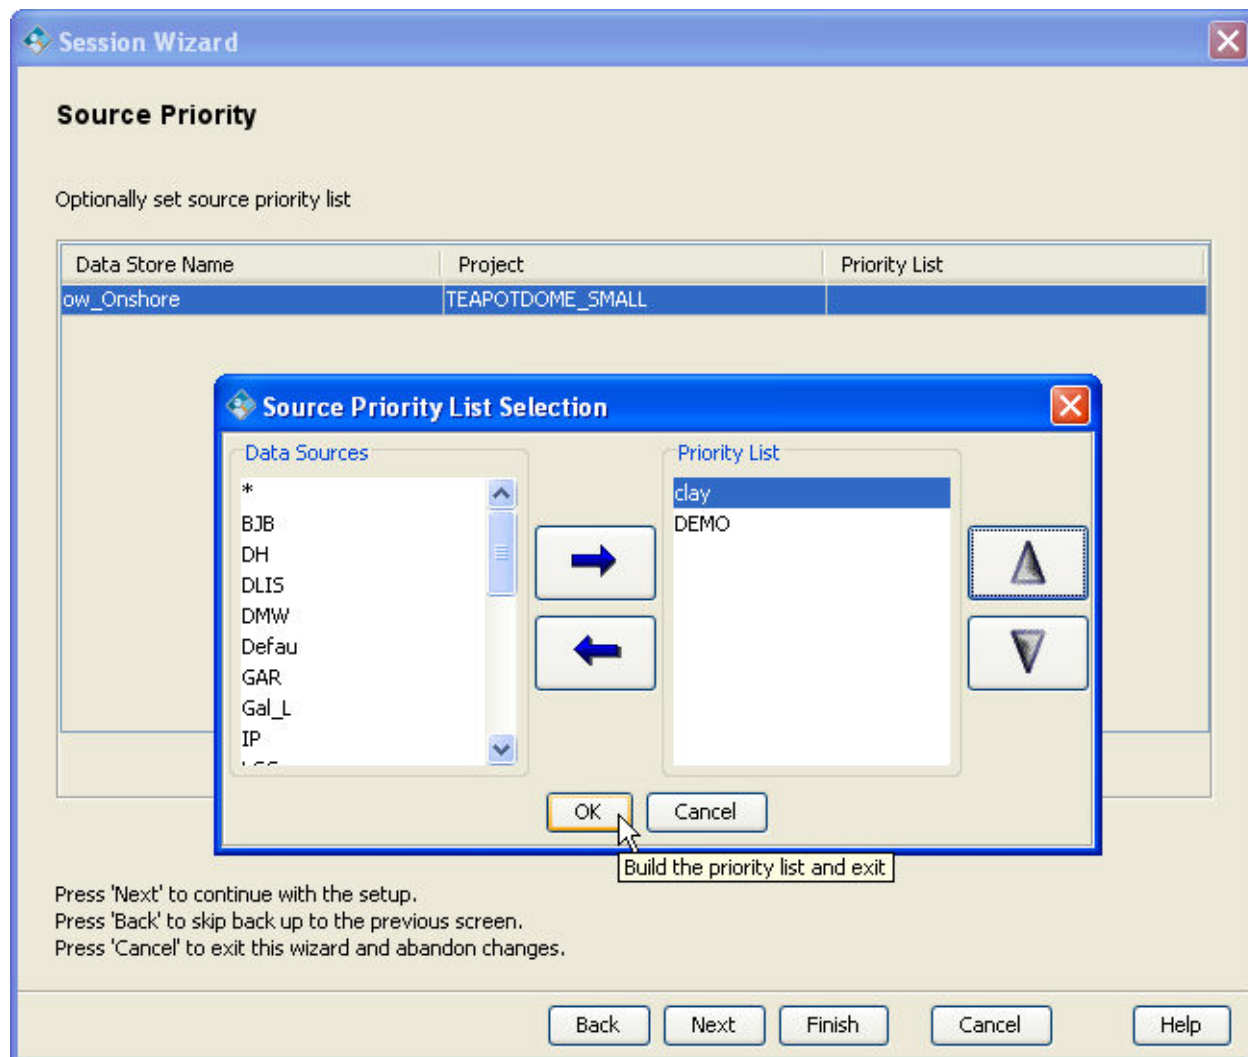 Session Wizard
Source Priority
Optionally set source priority list
Data Store Name Project Priority List
ow_Onshore TEAPOTDOME_SMALL
Source Priority List Selection
Data Sources
*
BJB
DH
DLIS
DMW
Defau
GAR
Gal_L
IP
Priority List
clay
DEMO
OK Cancel
Build the priority list and exit
Press 'Next' to continue with the setup.
Press 'Back' to skip back up to the previous screen.
Press 'Cancel' to exit this wizard and abandon changes.
Back Next Finish Cancel Help